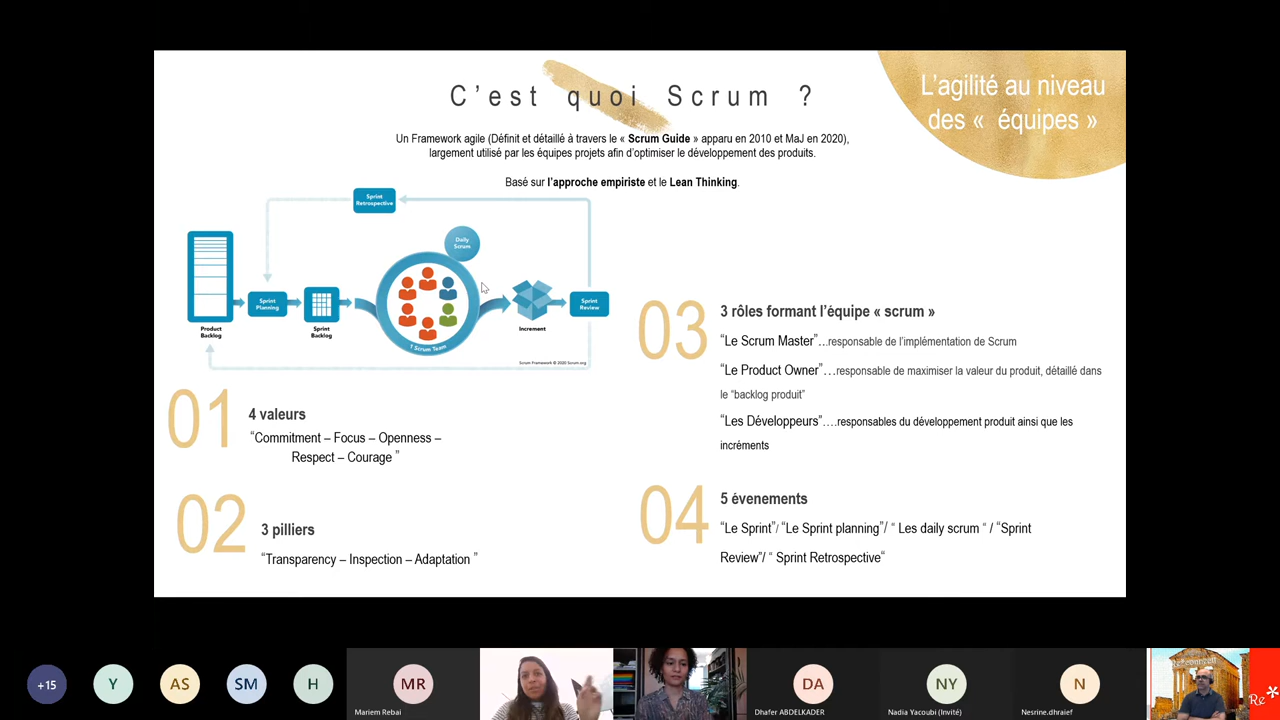 C'est quoi Scrum ?
L'agilité au niveau
des « équipes »
Un Framework agile (Définit et détaillé à travers le « Scrum Guide » apparu en 2010 et MaJ en 2020),
largement utilisé par les équipes projets afin d'optimiser le développement des produits.
Basé sur l'approche empiriste et le Lean Thinking.
Sprint
Retrospective
Daily
Scrum
Sprint
Planning
Sprint
Review
Product
Backlog
Sprint
Backlog
Increment
Scrum Team
Scrum Framework © 2020 Scrum.org
01
4 valeurs
“Commitment – Focus – Openness –
Respect – Courage ”
02
3 pilliers
“Transparency – Inspection – Adaptation ”
03
3 rôles formant l'équipe « scrum »
“Le Scrum Master”…responsable de l'implémentation de Scrum
“Le Product Owner”…responsable de maximiser la valeur du produit, détaillé dans
le “backlog produit”
“Les Développeurs”….responsables du développement produit ainsi que les
incréments
04
5 évenements
“Le Sprint”/ “Le Sprint planning”/ “ Les daily scrum “ / “Sprint
Review”/ “ Sprint Retrospective“
+15
Y
AS
SM
H
MR
Mariem Rebai
DA
Dhafer ABDELKADER
NY
Nadia Yacoubi (Invité)
N
Nesrine.dhraief
Re*